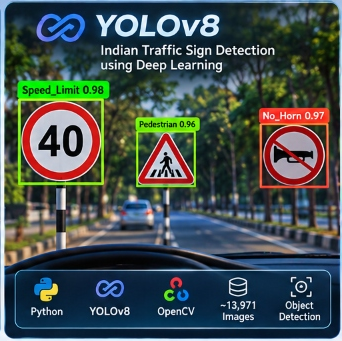 YOLOv8
Indian Traffic Sign Detection
using Deep Learning
Speed_Limit 0.98
Pedestrian 0.96
No_Horn 0.97
40
Python
YOLOv8
OpenCV
~13,971
Images
Object
Detection